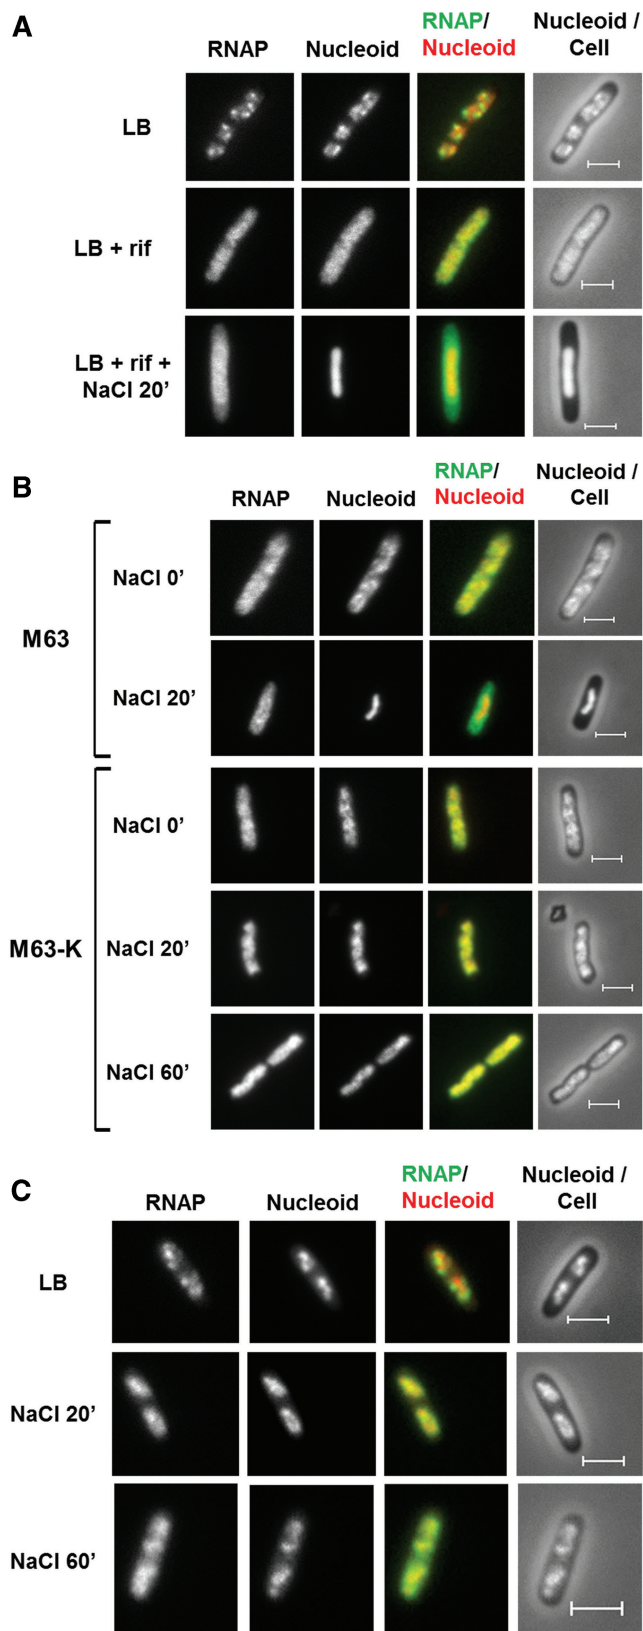 A
RNAP
Nucleoid
RNAP/
Nucleoid
Nucleoid /
Cell
LB
LB + rif
LB + rif +
NaCl 20’
B
RNAP
Nucleoid
RNAP/
Nucleoid
Nucleoid /
Cell
M63
NaCl 0’
NaCl 20’
M63-K
NaCl 0’
NaCl 20’
NaCl 60’
C
RNAP
Nucleoid
RNAP/
Nucleoid
Nucleoid /
Cell
LB
NaCl 20’
NaCl 60’